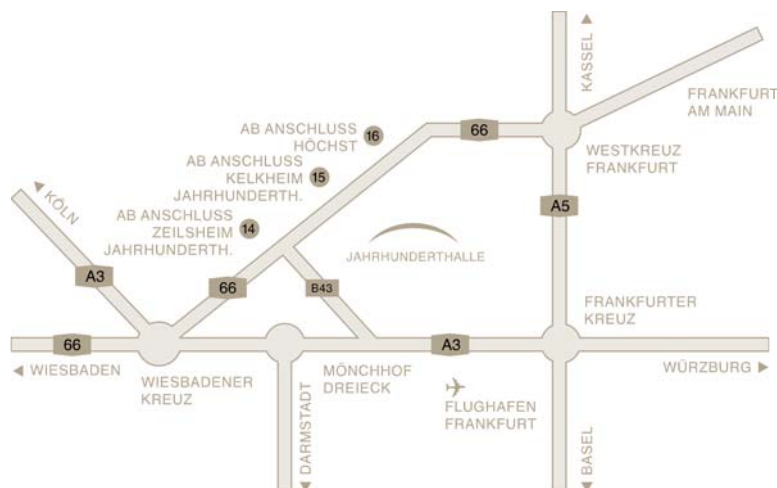 KASSEL
FRANKFURT
AM MAIN
AB ANSCHLUSS
HÖCHST
16
66
AB ANSCHLUSS
KELKHEIM
JAHRHUNDERTH.
15
WESTKREUZ
FRANKFURT
KÖLN
AB ANSCHLUSS
ZEILSHEIM
JAHRHUNDERTH.
14
A5
JAHRHUNDERTHALLE
A3
66
B43
FRANKFURTER
KREUZ
66
A3
WIESBADEN
WIESBADENER
KREUZ
MÖNCHHOF
DREIECK
WÜRZBURG
FLUGHAFEN
FRANKFURT
DARMSTADT
BASEL